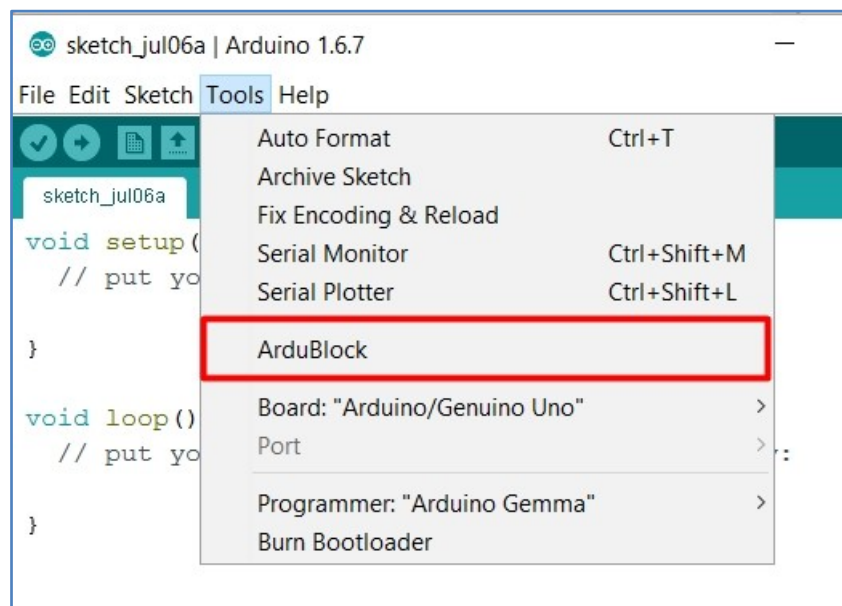 sketch_jul06a | Arduino 1.6.7
File Edit Sketch Tools Help
Auto Format Ctrl+T
Archive Sketch
sketch_jul06a
Fix Encoding & Reload
void setup(
Serial Monitor Ctrl+Shift+M
// put yo
Serial Plotter Ctrl+Shift+L
}
ArduBlock
Board: "Arduino/Genuino Uno" >
void loop()
Port >
// put yo :
Programmer: "Arduino Gemma" >
}
Burn Bootloader